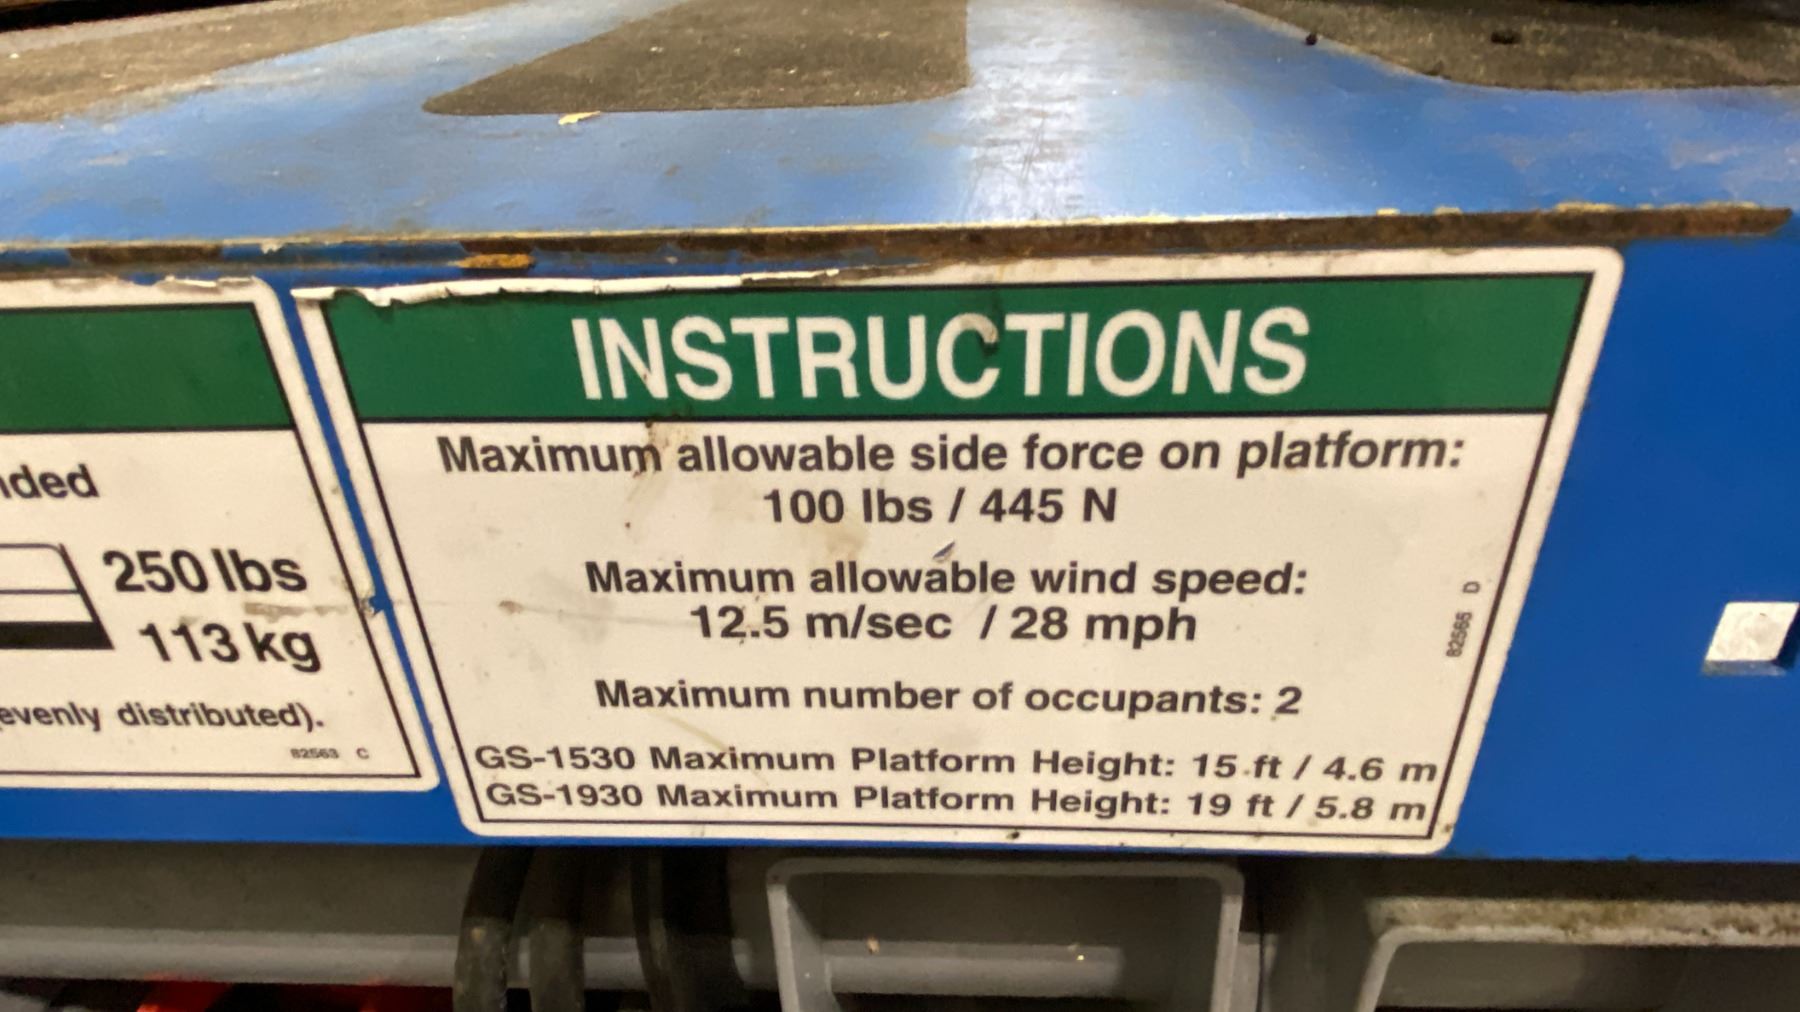 ded
250 lbs
113 kg
evenly distributed).
82563 C
INSTRUCTIONS
Maximum allowable side force on platform:
100 lbs / 445 N
Maximum allowable wind speed:
12.5 m/sec / 28 mph
Maximum number of occupants: 2
GS-1530 Maximum Platform Height: 15 ft / 4.6 m
GS-1930 Maximum Platform Height: 19 ft / 5.8 m
82565 D